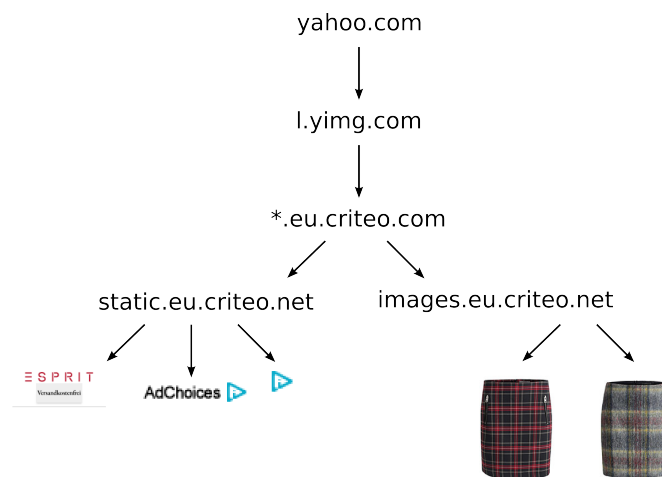 yahoo.com
l.yimg.com
*.eu.criteo.com
static.eu.criteo.net
images.eu.criteo.net
ESPRIT
Versandkostenfrei
AdChoices